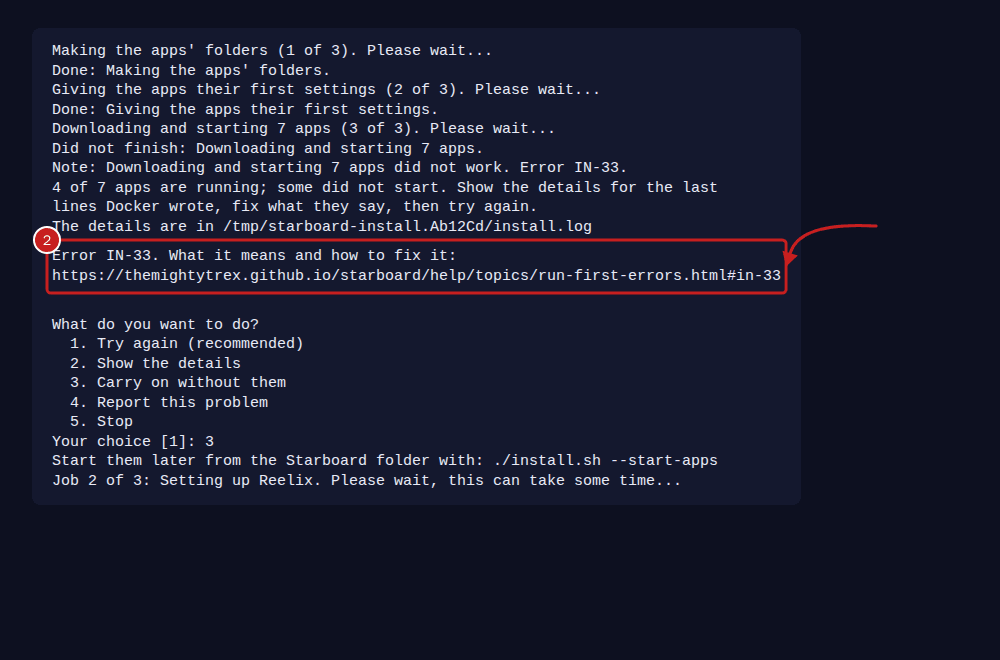 Making the apps' folders (1 of 3). Please wait...
Done: Making the apps' folders.
Giving the apps their first settings (2 of 3). Please wait...
Done: Giving the apps their first settings.
Downloading and starting 7 apps (3 of 3). Please wait...
Did not finish: Downloading and starting 7 apps.
Note: Downloading and starting 7 apps did not work. Error IN-33.
4 of 7 apps are running; some did not start. Show the details for the last
lines Docker wrote, fix what they say, then try again.
The details are in /tmp/starboard-install.Ab12Cd/install.log
2
Error IN-33. What it means and how to fix it:
https://themightytrex.github.io/starboard/help/topics/run-first-errors.html#in-33
What do you want to do?
1. Try again (recommended)
2. Show the details
3. Carry on without them
4. Report this problem
5. Stop
Your choice [1]: 3
Start them later from the Starboard folder with: ./install.sh --start-apps
Job 2 of 3: Setting up Reelix. Please wait, this can take some time...